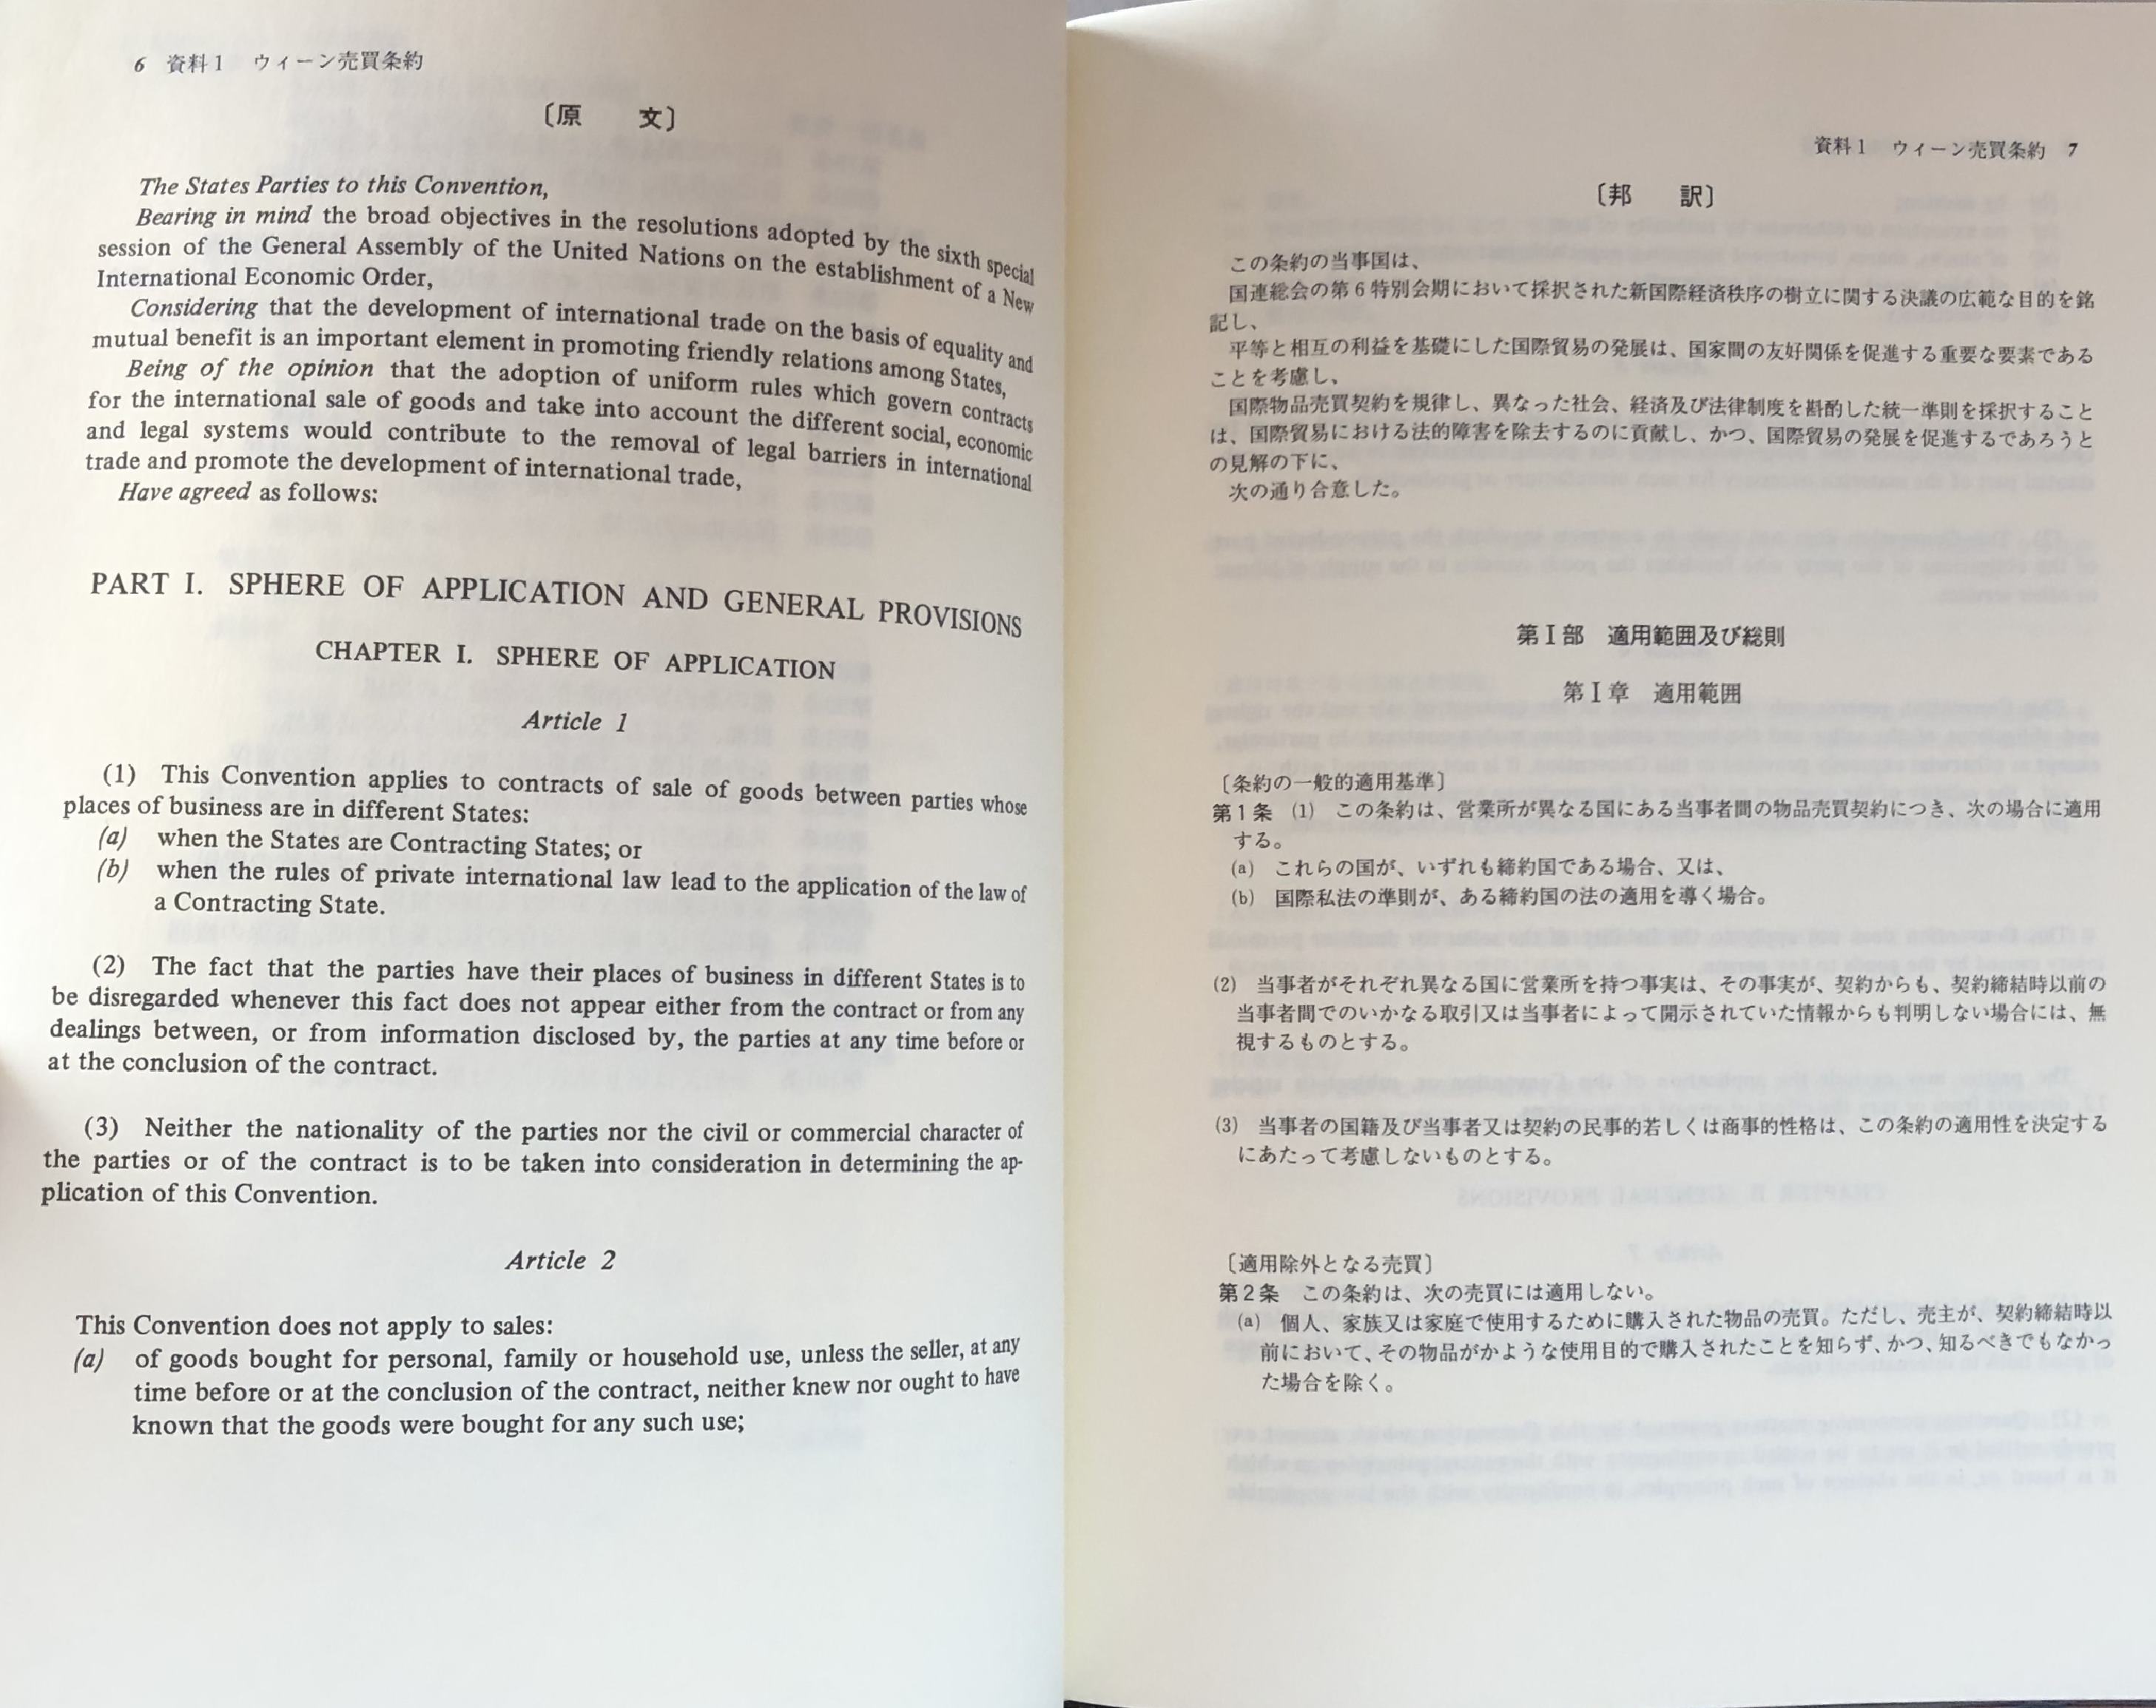 6 資料1 ウィーン売買条約
〔原 文〕
The States Parties to this Convention,
Bearing in mind the broad objectives in the resolutions adopted by the sixth special
session of the General Assembly of the United Nations on the establishment of a New
International Economic Order,
Considering that the development of international trade on the basis of equality and
mutual benefit is an important element in promoting friendly relations among States,
Being of the opinion that the adoption of uniform rules which govern contracts
for the international sale of goods and take into account the different social, economic
and legal systems would contribute to the removal of legal barriers in international
trade and promote the development of international trade,
Have agreed as follows:
PART I. SPHERE OF APPLICATION AND GENERAL PROVISIONS
CHAPTER I. SPHERE OF APPLICATION
Article 1
(1) This Convention applies to contracts of sale of goods between parties whose
places of business are in different States:
(a) when the States are Contracting States; or
(b) when the rules of private international law lead to the application of the law of
a Contracting State.
(2) The fact that the parties have their places of business in different States is to
be disregarded whenever this fact does not appear either from the contract or from any
dealings between, or from information disclosed by, the parties at any time before or
at the conclusion of the contract.
(3) Neither the nationality of the parties nor the civil or commercial character of
the parties or of the contract is to be taken into consideration in determining the ap-
plication of this Convention.
Article 2
This Convention does not apply to sales:
(a) of goods bought for personal, family or household use, unless the seller, at any
time before or at the conclusion of the contract, neither knew nor ought to have
known that the goods were bought for any such use;
資料1 ウィーン売買条約 7
〔邦 訳〕
この条約の当事国は、
国連総会の第6特別会期において採択された新国際経済秩序の樹立に関する決議の広範な目的を銘
記し、
平等と相互の利益を基礎にした国際貿易の発展は、国家間の友好関係を促進する重要な要素である
ことを考慮し、
国際物品売買契約を規律し、異なった社会、経済及び法律制度を斟酌した統一準則を採択すること
は、国際貿易における法的障害を除去するのに貢献し、かつ、国際貿易の発展を促進するであろうと
の見解の下に、
次の通り合意した。
第Ⅰ部 適用範囲及び総則
第Ⅰ章 適用範囲
〔条約の一般的適用基準〕
第1条 (1) この条約は、営業所が異なる国にある当事者間の物品売買契約につき、次の場合に適用
する。
(a) これらの国が、いずれも締約国である場合、又は、
(b) 国際私法の準則が、ある締約国の法の適用を導く場合。
(2) 当事者がそれぞれ異なる国に営業所を持つ事実は、その事実が、契約からも、契約締結時以前の
当事者間でのいかなる取引又は当事者によって開示されていた情報からも判明しない場合には、無
視するものとする。
(3) 当事者の国籍及び当事者又は契約の民事的若しくは商事的性格は、この条約の適用性を決定する
にあたって考慮しないものとする。
〔適用除外となる売買〕
第2条 この条約は、次の売買には適用しない。
(a) 個人、家族又は家庭で使用するために購入された物品の売買。ただし、売主が、契約締結時以
前において、その物品がかような使用目的で購入されたことを知らず、かつ、知るべきでもなかっ
た場合を除く。